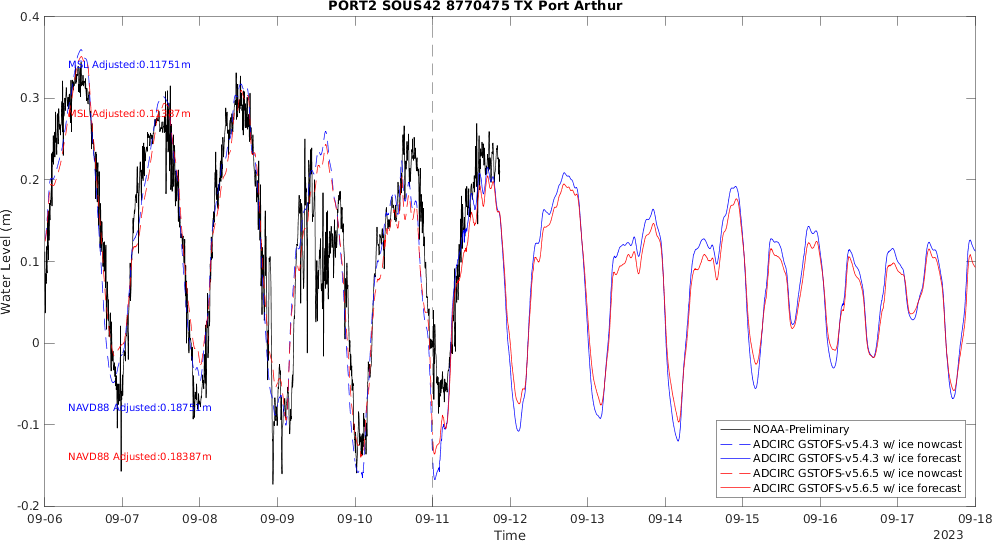 PORT2 SOUS42 8770475 TX Port Arthur
0.4
0.3
0.2
0.1
0
-0.1
-0.2
Water Level (m)
MSL Adjusted:0.11751m
NAVD88 Adjusted:0.18751m
NAVD88 Adjusted:0.18387m
NOAA-Preliminary
ADCIRC GSTOFS-v5.4.3 w/ ice nowcast
ADCIRC GSTOFS-v5.4.3 w/ ice forecast
ADCIRC GSTOFS-v5.6.5 w/ ice nowcast
ADCIRC GSTOFS-v5.6.5 w/ ice forecast
09-06 09-07 09-08 09-09 09-10 09-11 09-12 09-13 09-14 09-15 09-16 09-17 09-18
Time
2023